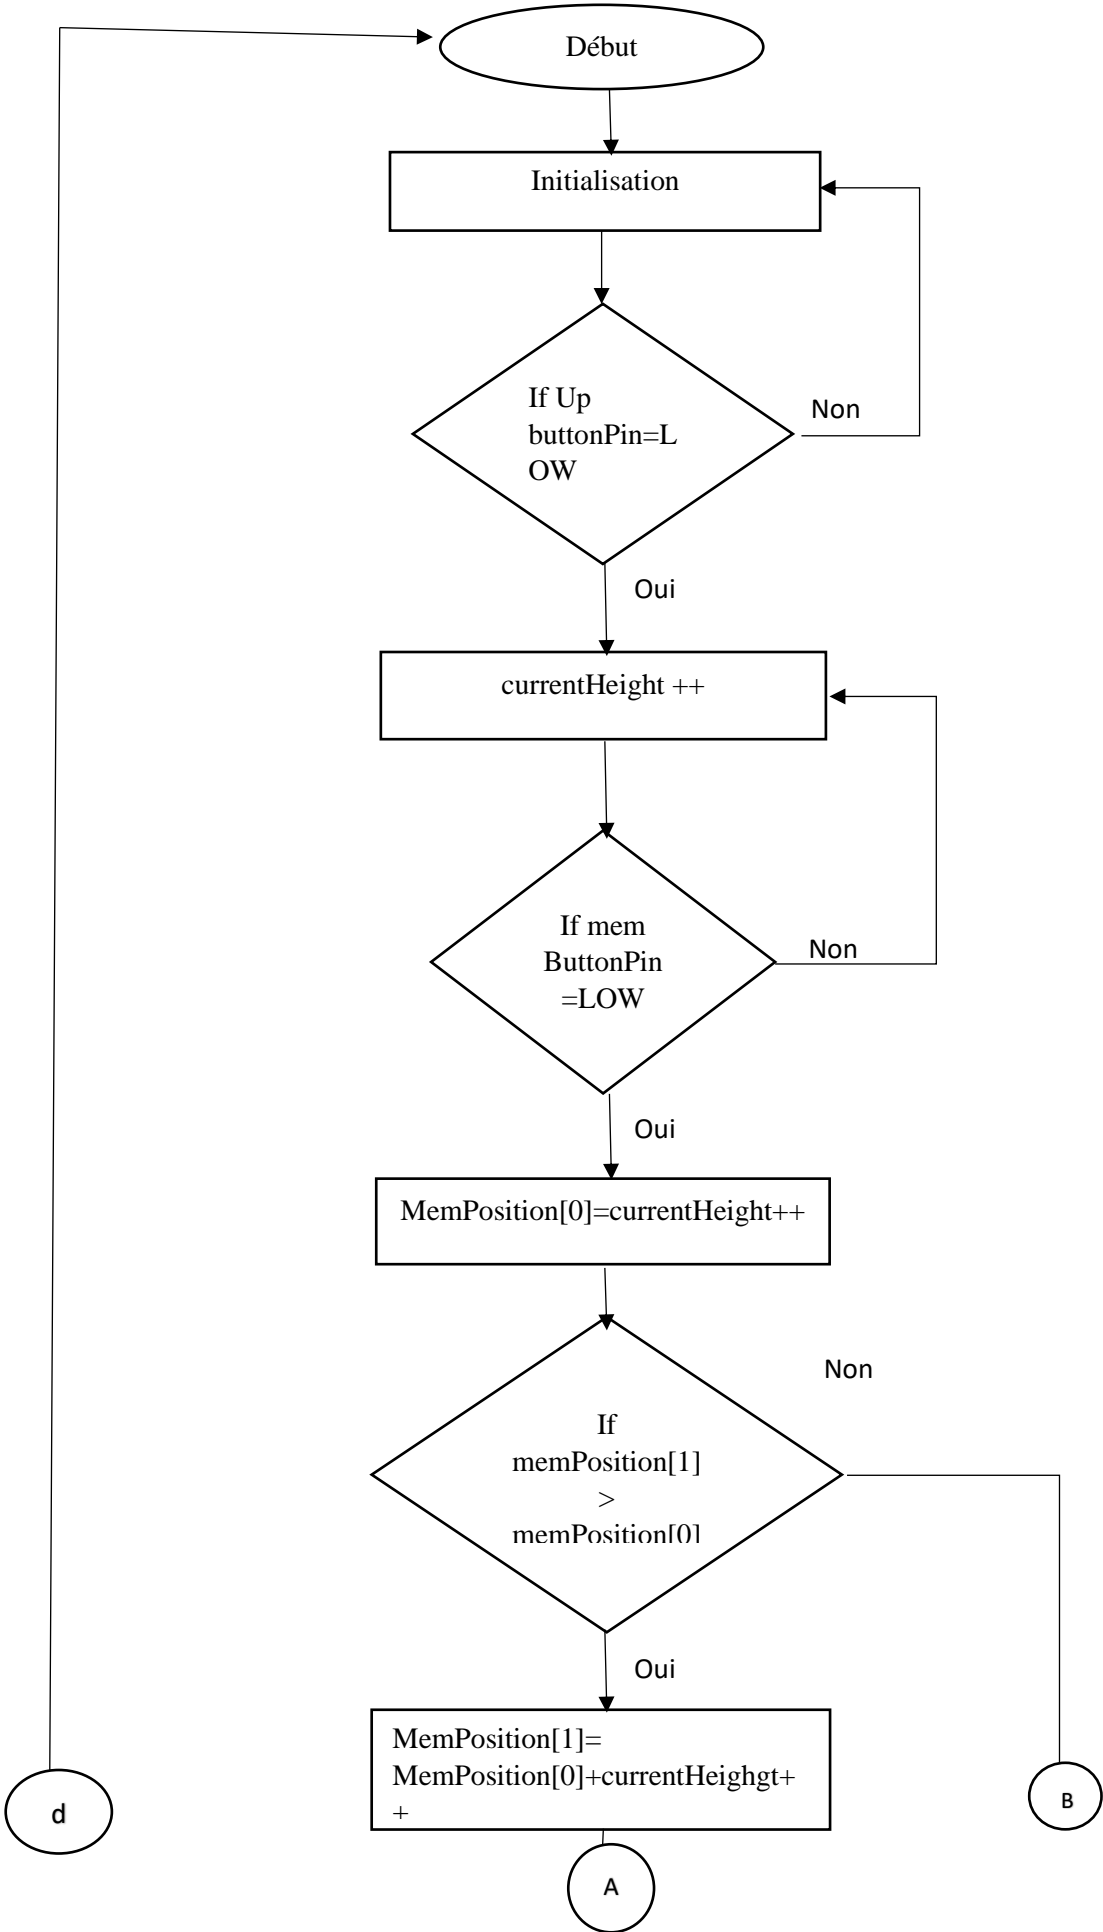 Début
Initialisation
If Up
buttonPin=L
OW
Non
Oui
currentHeight ++
If mem
ButtonPin
=LOW
Non
Oui
MemPosition[0]=currentHeight++
Non
If
memPosition[1]
>
memPosition[0]
Oui
MemPosition[1]=
MemPosition[0]+currentHeighgt+
+
d
B
A